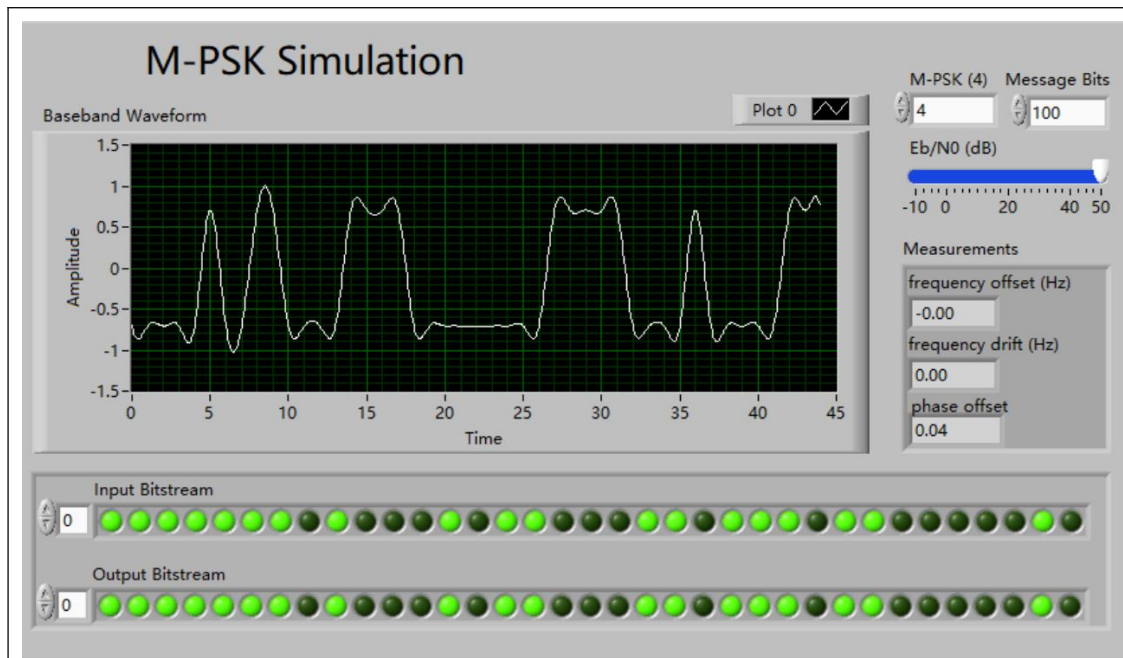 M-PSK Simulation
M-PSK (4) Message Bits
4 100
Baseband Waveform Plot 0
Eb/N0 (dB)
-10 0 20 40 50
1.5
1
0.5
0
-0.5
-1
-1.5
Amplitude
0 5 10 15 20 25 30 35 40 45
Time
Measurements
frequency offset (Hz)
-0.00
frequency drift (Hz)
0.00
phase offset
0.04
Input Bitstream
0
Output Bitstream
0